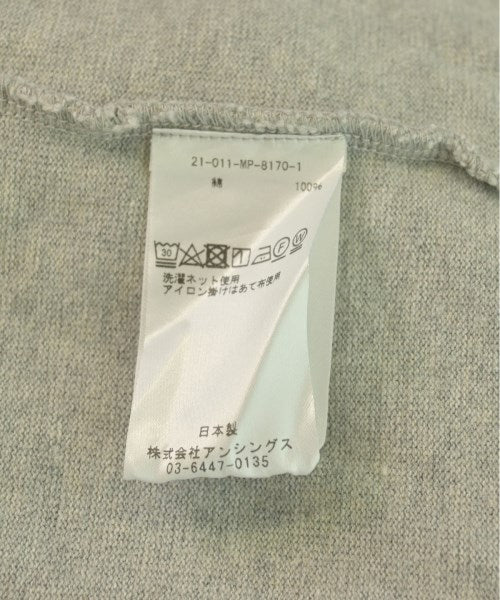 21-011-MP-8170-1
綿 100%
30 F W
洗濯ネット使用
アイロン掛けはあて布使用
日本製
株式会社アンシングス
03-6447-0135